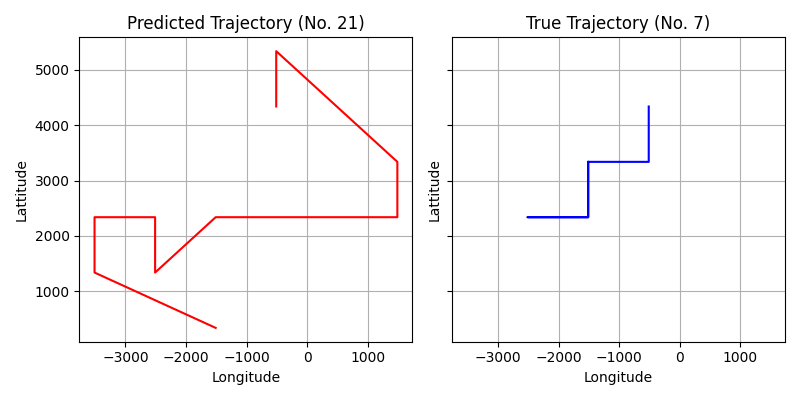 Predicted Trajectory (No. 21)
True Trajectory (No. 7)
5000
4000
3000
2000
1000
Lattitude
Lattitude
−3000 −2000 −1000 0 1000
−3000 −2000 −1000 0 1000
Longitude
Longitude